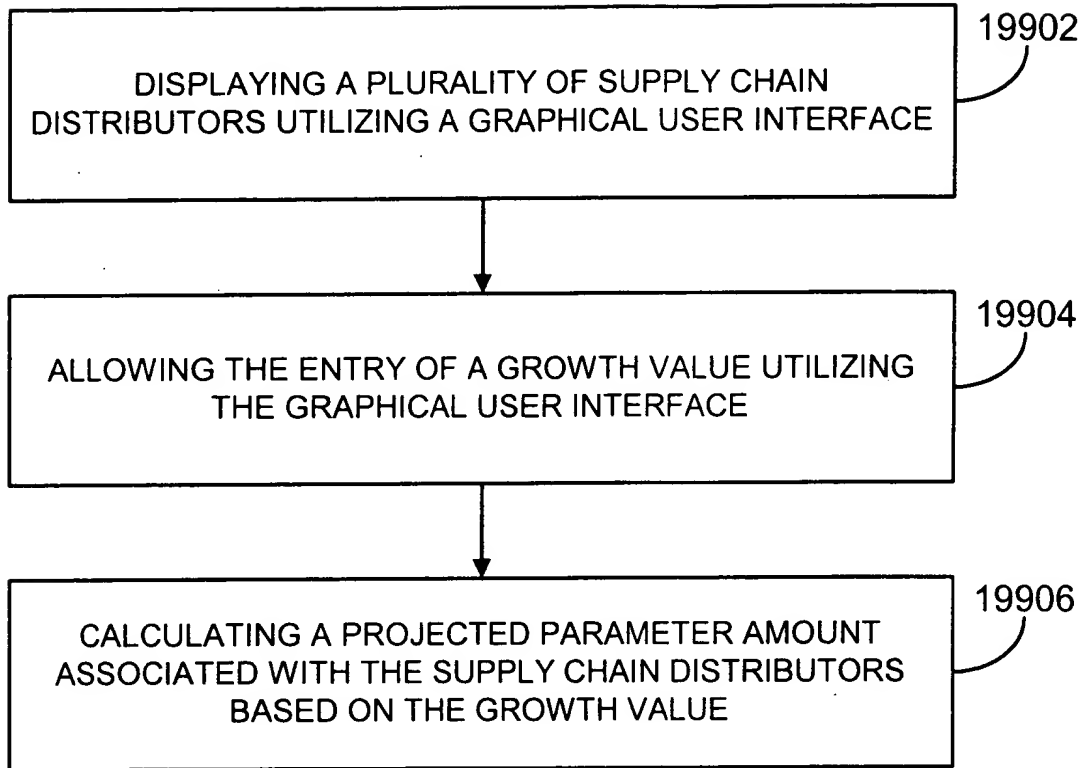 19902
DISPLAYING A PLURALITY OF SUPPLY CHAIN
DISTRIBUTORS UTILIZING A GRAPHICAL USER INTERFACE
19904
ALLOWING THE ENTRY OF A GROWTH VALUE UTILIZING
THE GRAPHICAL USER INTERFACE
19906
CALCULATING A PROJECTED PARAMETER AMOUNT
ASSOCIATED WITH THE SUPPLY CHAIN DISTRIBUTORS
BASED ON THE GROWTH VALUE